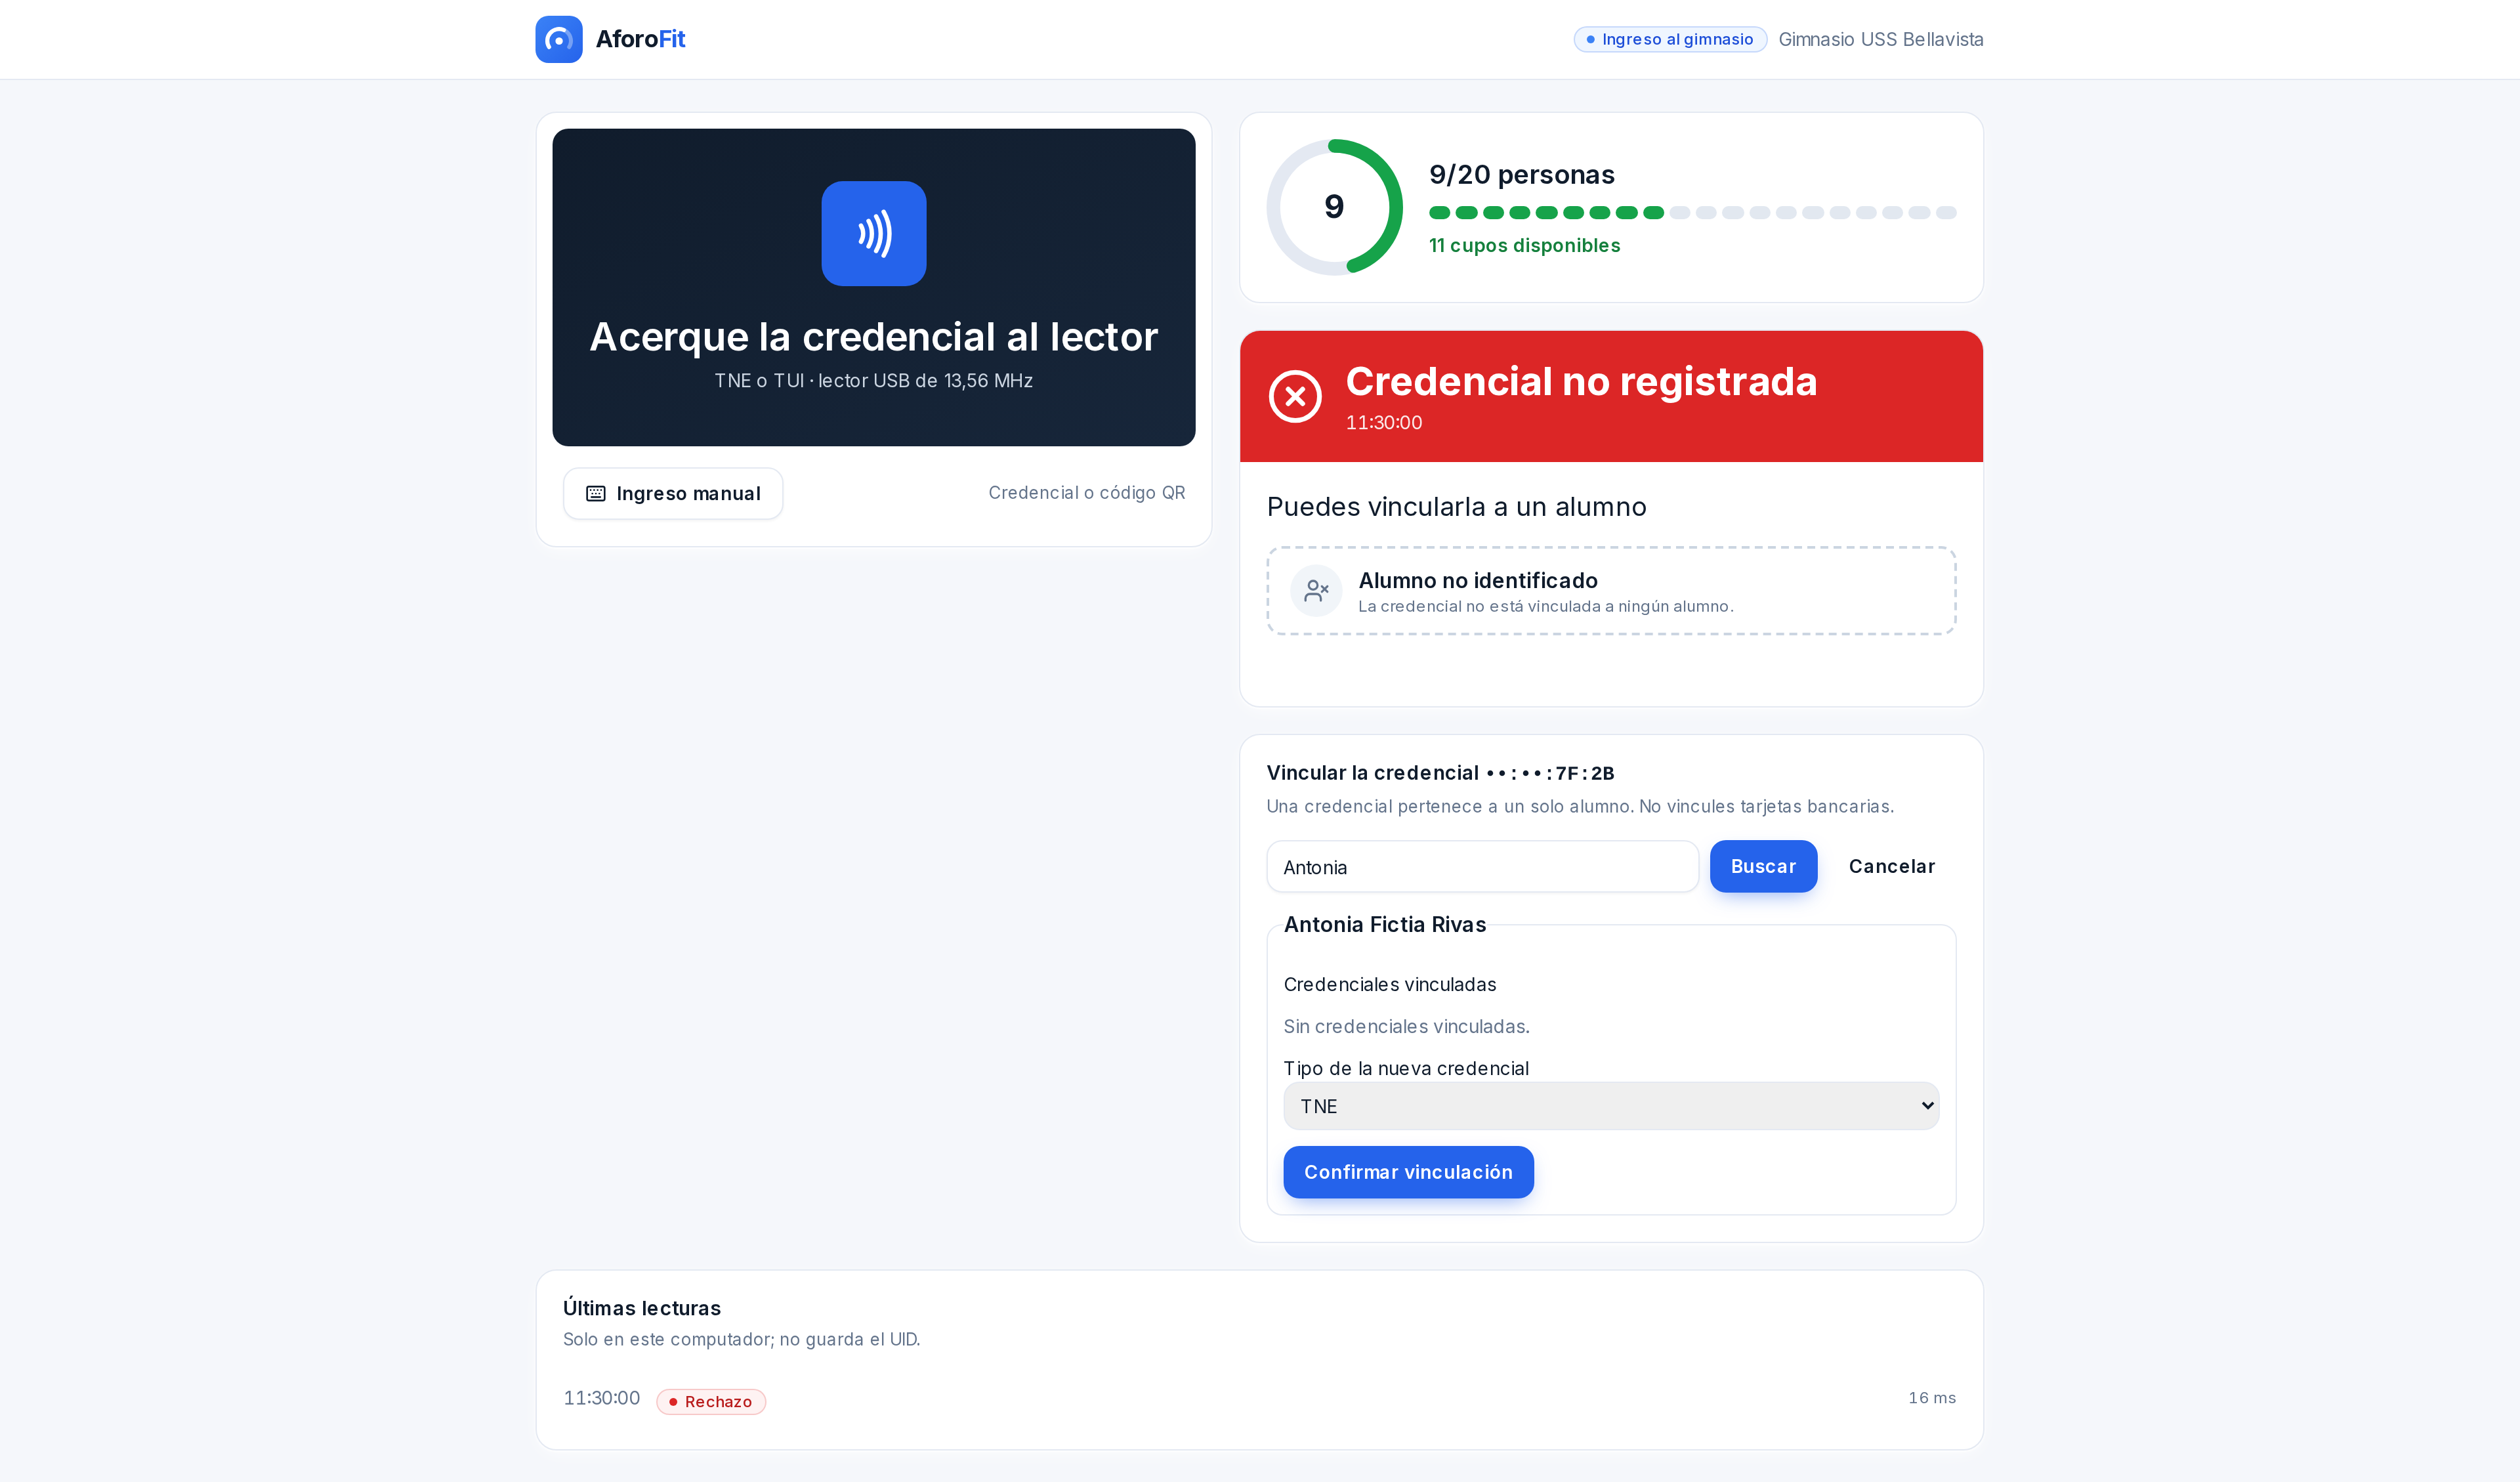 AforoFit
Ingreso al gimnasio
Gimnasio USS Bellavista
Acerque la credencial al lector
TNE o TUI · lector USB de 13,56 MHz
Ingreso manual
Credencial o código QR
9
9/20 personas
11 cupos disponibles
Credencial no registrada
11:30:00
Puedes vincularla a un alumno
Alumno no identificado
La credencial no está vinculada a ningún alumno.
Vincular la credencial ••:••:7F:2B
Una credencial pertenece a un solo alumno. No vincules tarjetas bancarias.
Antonia
Buscar
Cancelar
Antonia Fictia Rivas
Credenciales vinculadas
Sin credenciales vinculadas.
Tipo de la nueva credencial
TNE
Confirmar vinculación
Últimas lecturas
Solo en este computador; no guarda el UID.
11:30:00
Rechazo
16 ms